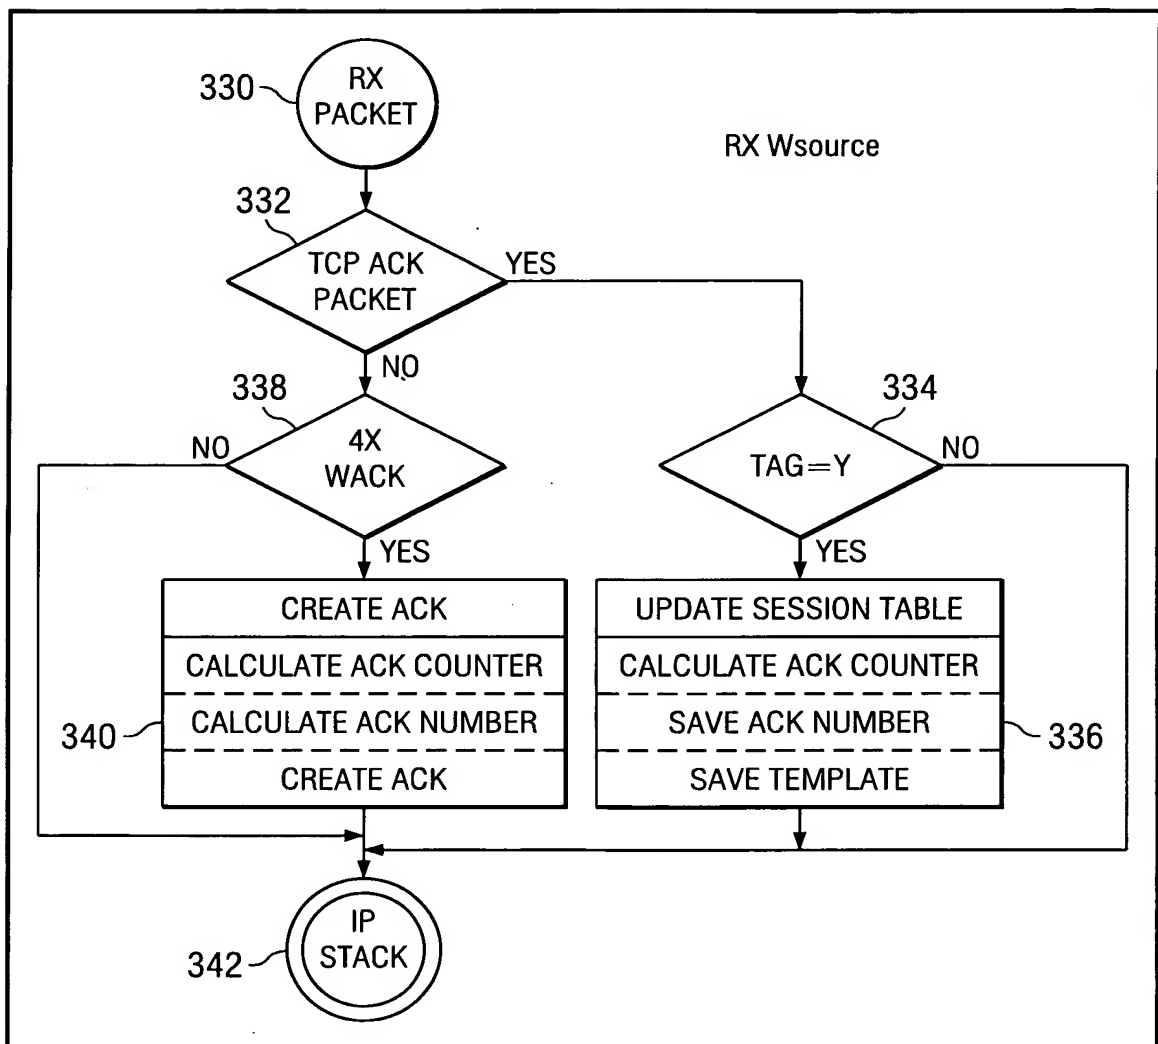 330
RX
PACKET
RX Wsource
332
TCP ACK
PACKET
YES
NO
338
334
NO
4X
WACK
TAG=Y
NO
YES
YES
CREATE ACK
CALCULATE ACK COUNTER
CALCULATE ACK NUMBER
CREATE ACK
340
UPDATE SESSION TABLE
CALCULATE ACK COUNTER
SAVE ACK NUMBER
SAVE TEMPLATE
336
IP
STACK
342